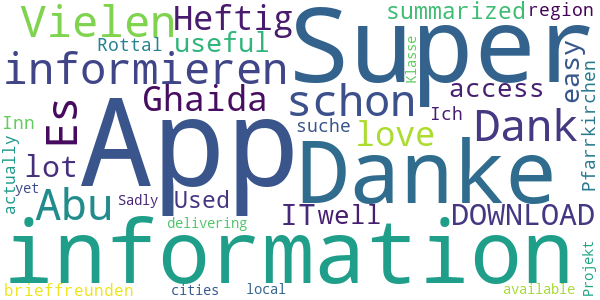 Vielen Heftig Super summarized region
Rottal useful Klasse easy
informieren Ghaida schon access Pfarrkirchen
Inn Es App suche love Ich Dank
actually lot Danke
yet Abu Sadly Used ITwell DOWNLOAD
delivering
information Projekt
brieffreunden cities local available